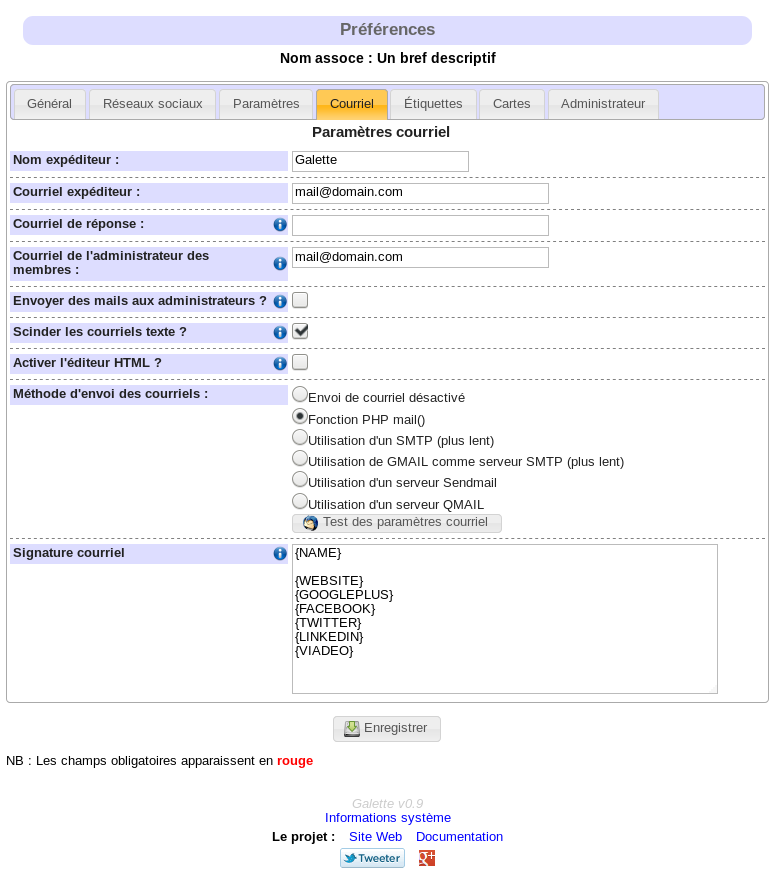 Préférences
Nom assoce : Un bref descriptif
Général Réseaux sociaux Paramètres Courriel Étiquettes Cartes Administrateur
Paramètres courriel
Nom expéditeur : Galette
Courriel expéditeur : mail@domain.com
Courriel de réponse :
Courriel de l'administrateur des membres : mail@domain.com
Envoyer des mails aux administrateurs ?
Scinder les courriels texte ?
Activer l'éditeur HTML ?
Méthode d'envoi des courriels :
Envoi de courriel désactivé
Fonction PHP mail()
Utilisation d'un SMTP (plus lent)
Utilisation de GMAIL comme serveur SMTP (plus lent)
Utilisation d'un serveur Sendmail
Utilisation d'un serveur QMAIL
Test des paramètres courriel
Signature courriel
{NAME}
{WEBSITE}
{GOOGLEPLUS}
{FACEBOOK}
{TWITTER}
{LINKEDIN}
{VIADEO}
Enregistrer
NB : Les champs obligatoires apparaissent en rouge
Galette v0.9
Informations système
Le projet : Site Web Documentation
Tweeter g+